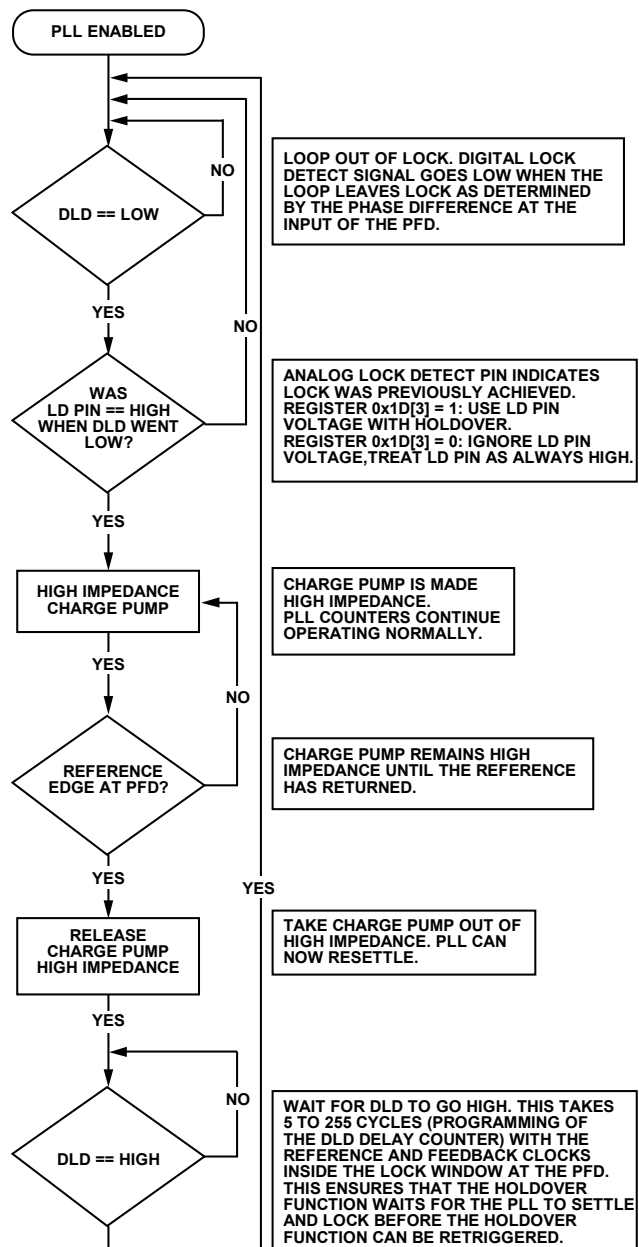 PLL ENABLED
NO
DLD == LOW
LOOP OUT OF LOCK. DIGITAL LOCK
DETECT SIGNAL GOES LOW WHEN THE
LOOP LEAVES LOCK AS DETERMINED
BY THE PHASE DIFFERENCE AT THE
INPUT OF THE PFD.
YES
NO
WAS
LD PIN == HIGH
WHEN DLD WENT
LOW?
ANALOG LOCK DETECT PIN INDICATES
LOCK WAS PREVIOUSLY ACHIEVED.
REGISTER 0x1D[3] = 1: USE LD PIN
VOLTAGE WITH HOLDOVER.
REGISTER 0x1D[3] = 0: IGNORE LD PIN
VOLTAGE,TREAT LD PIN AS ALWAYS HIGH.
YES
HIGH IMPEDANCE
CHARGE PUMP
CHARGE PUMP IS MADE
HIGH IMPEDANCE.
PLL COUNTERS CONTINUE
OPERATING NORMALLY.
YES
NO
REFERENCE
EDGE AT PFD?
CHARGE PUMP REMAINS HIGH
IMPEDANCE UNTIL THE REFERENCE
HAS RETURNED.
YES
YES
RELEASE
CHARGE PUMP
HIGH IMPEDANCE
TAKE CHARGE PUMP OUT OF
HIGH IMPEDANCE. PLL CAN
NOW RESETTLE.
YES
NO
DLD == HIGH
WAIT FOR DLD TO GO HIGH. THIS TAKES
5 TO 255 CYCLES (PROGRAMMING OF
THE DLD DELAY COUNTER) WITH THE
REFERENCE AND FEEDBACK CLOCKS
INSIDE THE LOCK WINDOW AT THE PFD.
THIS ENSURES THAT THE HOLDOVER
FUNCTION WAITS FOR THE PLL TO SETTLE
AND LOCK BEFORE THE HOLDOVER
FUNCTION CAN BE RETRIGGERED.